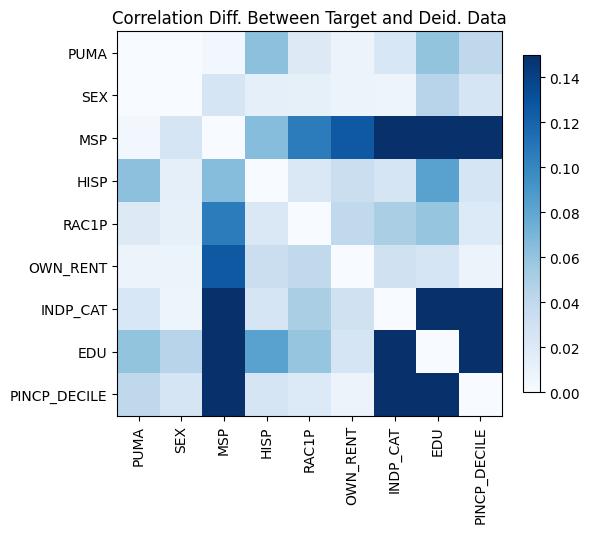 Correlation Diff. Between Target and Deid. Data
PUMA
SEX
MSP
HISP
RAC1P
OWN_RENT
INDP_CAT
EDU
PINCP_DECILE
PUMA
SEX
MSP
HISP
RAC1P
OWN_RENT
INDP_CAT
EDU
PINCP_DECILE
0.14
0.12
0.10
0.08
0.06
0.04
0.02
0.00